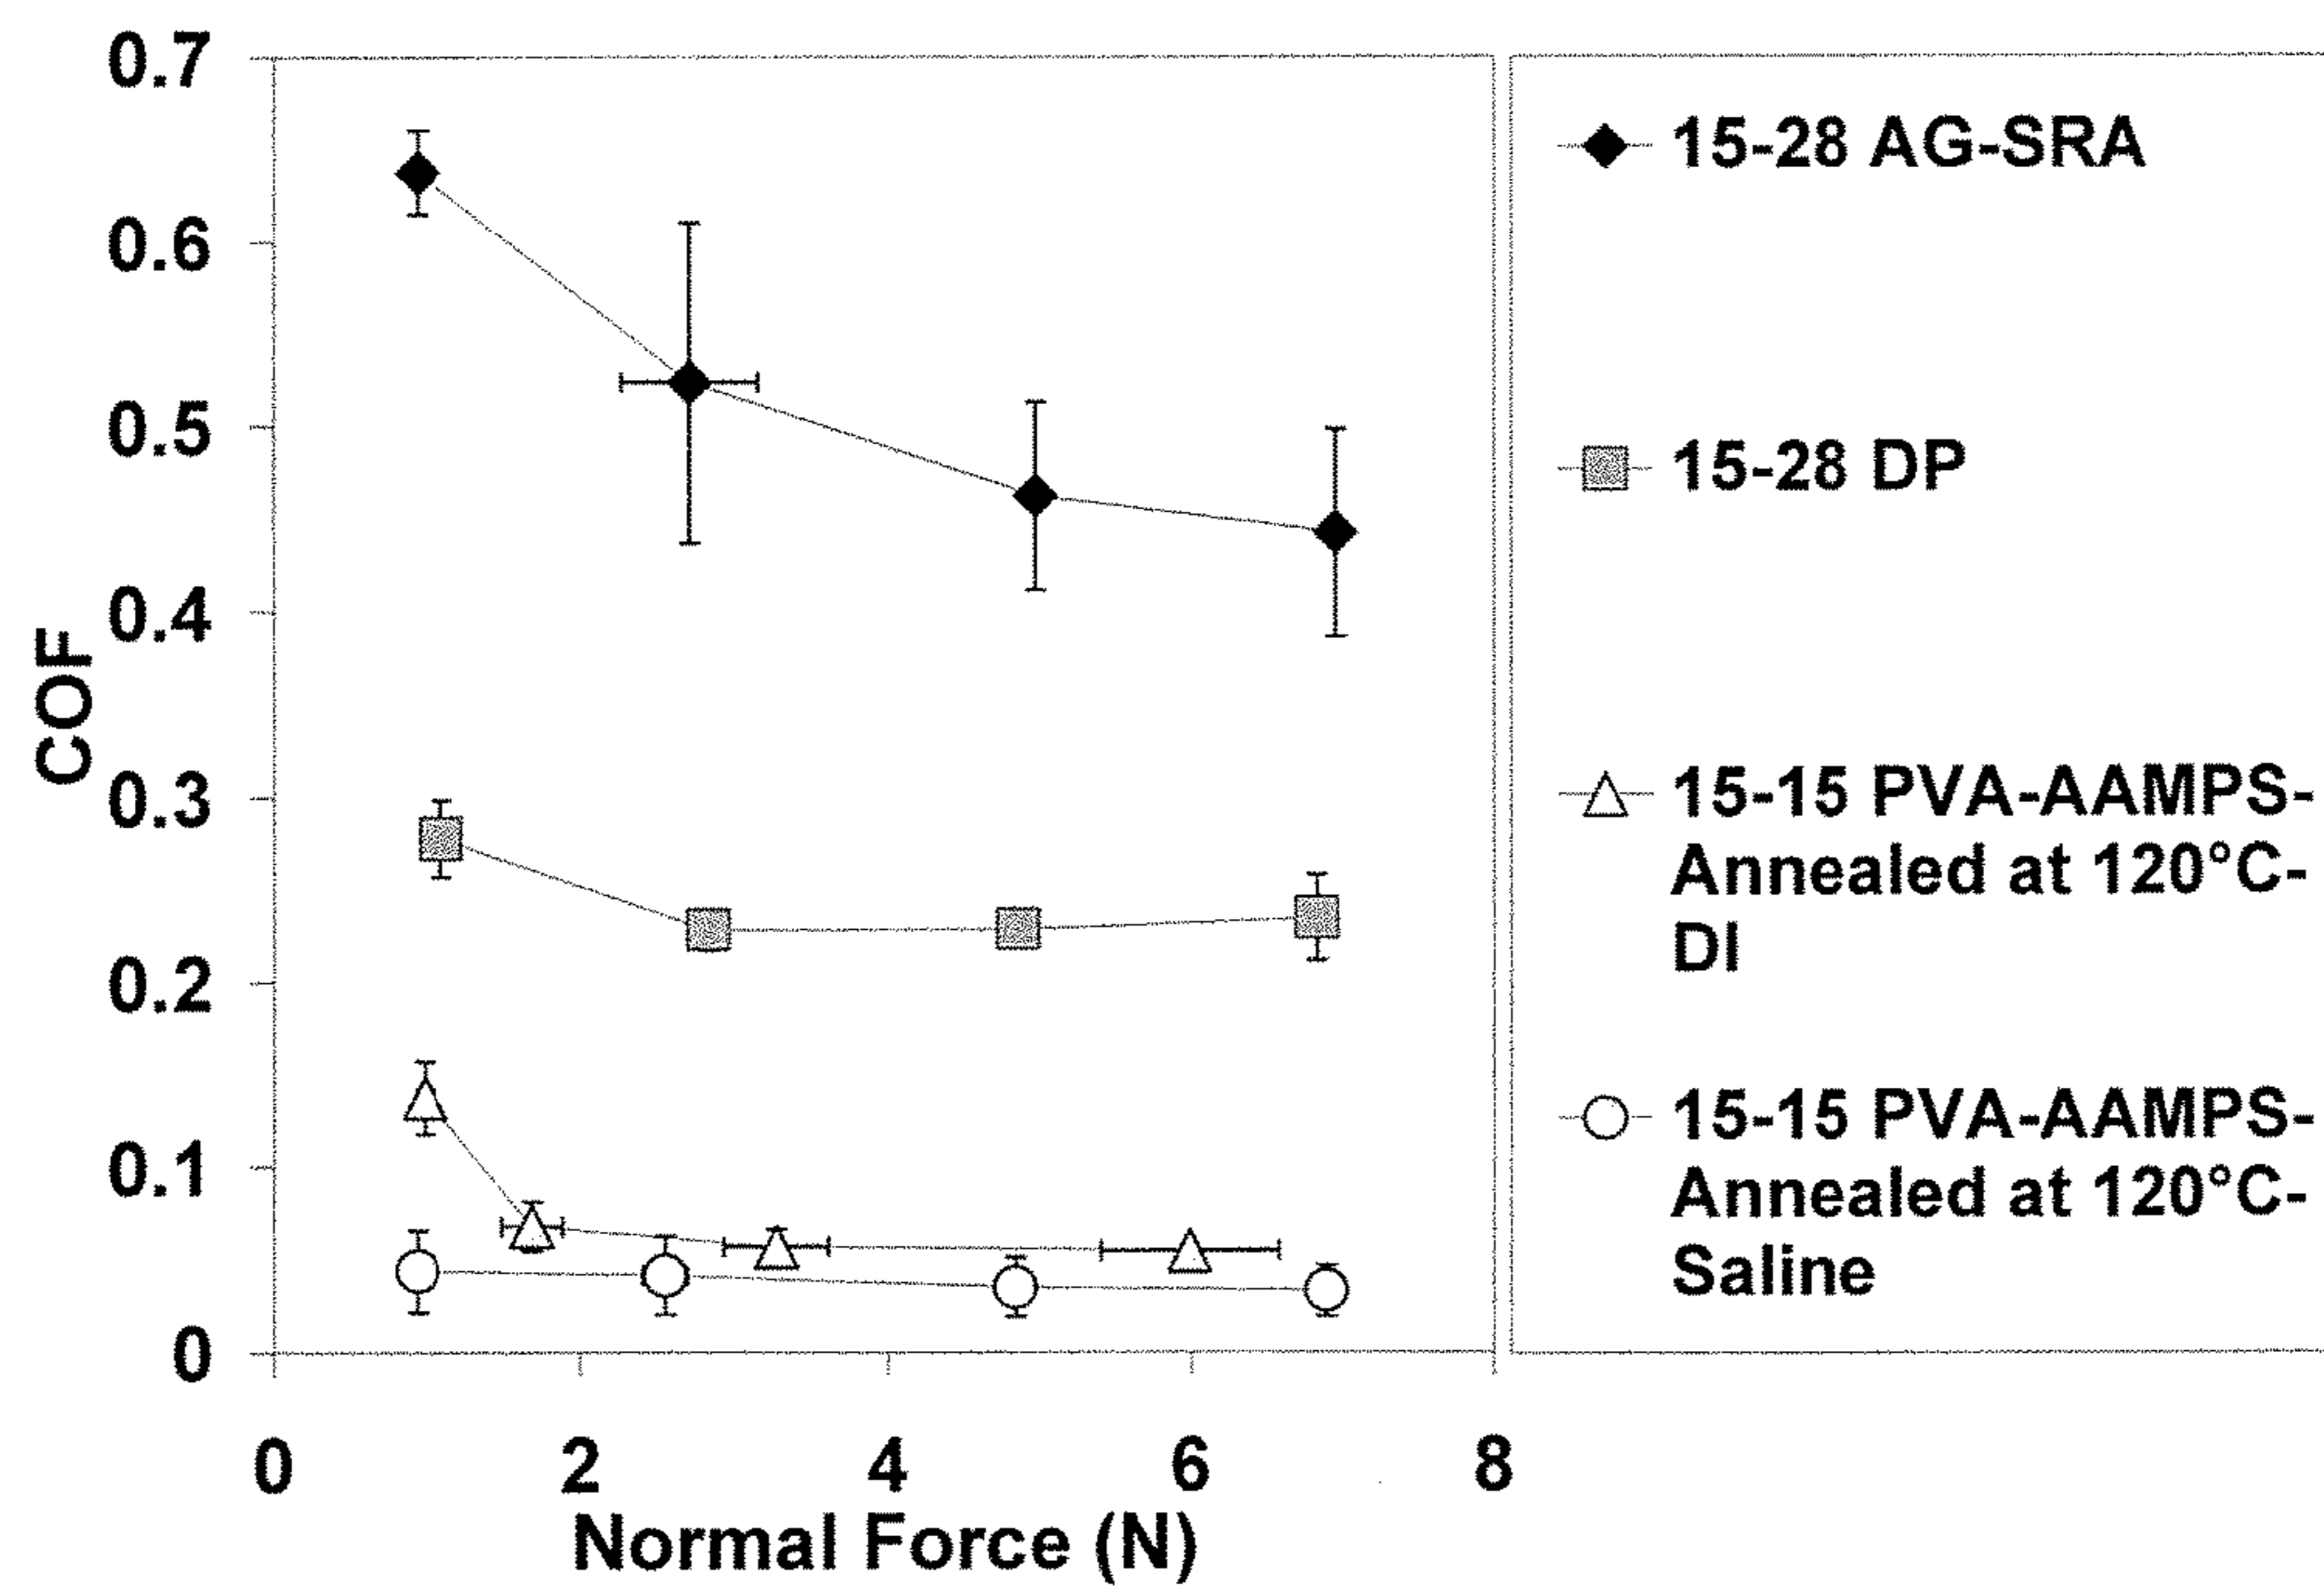 0.7
0.6
0.5
0.4
0.3
0.2
0.1
0
COF
0 2 4 6 8
Normal Force (N)
15-28 AG-SRA
15-28 DP
15-15 PVA-AAMPS-
Annealed at 120°C-
DI
15-15 PVA-AAMPS-
Annealed at 120°C-
Saline